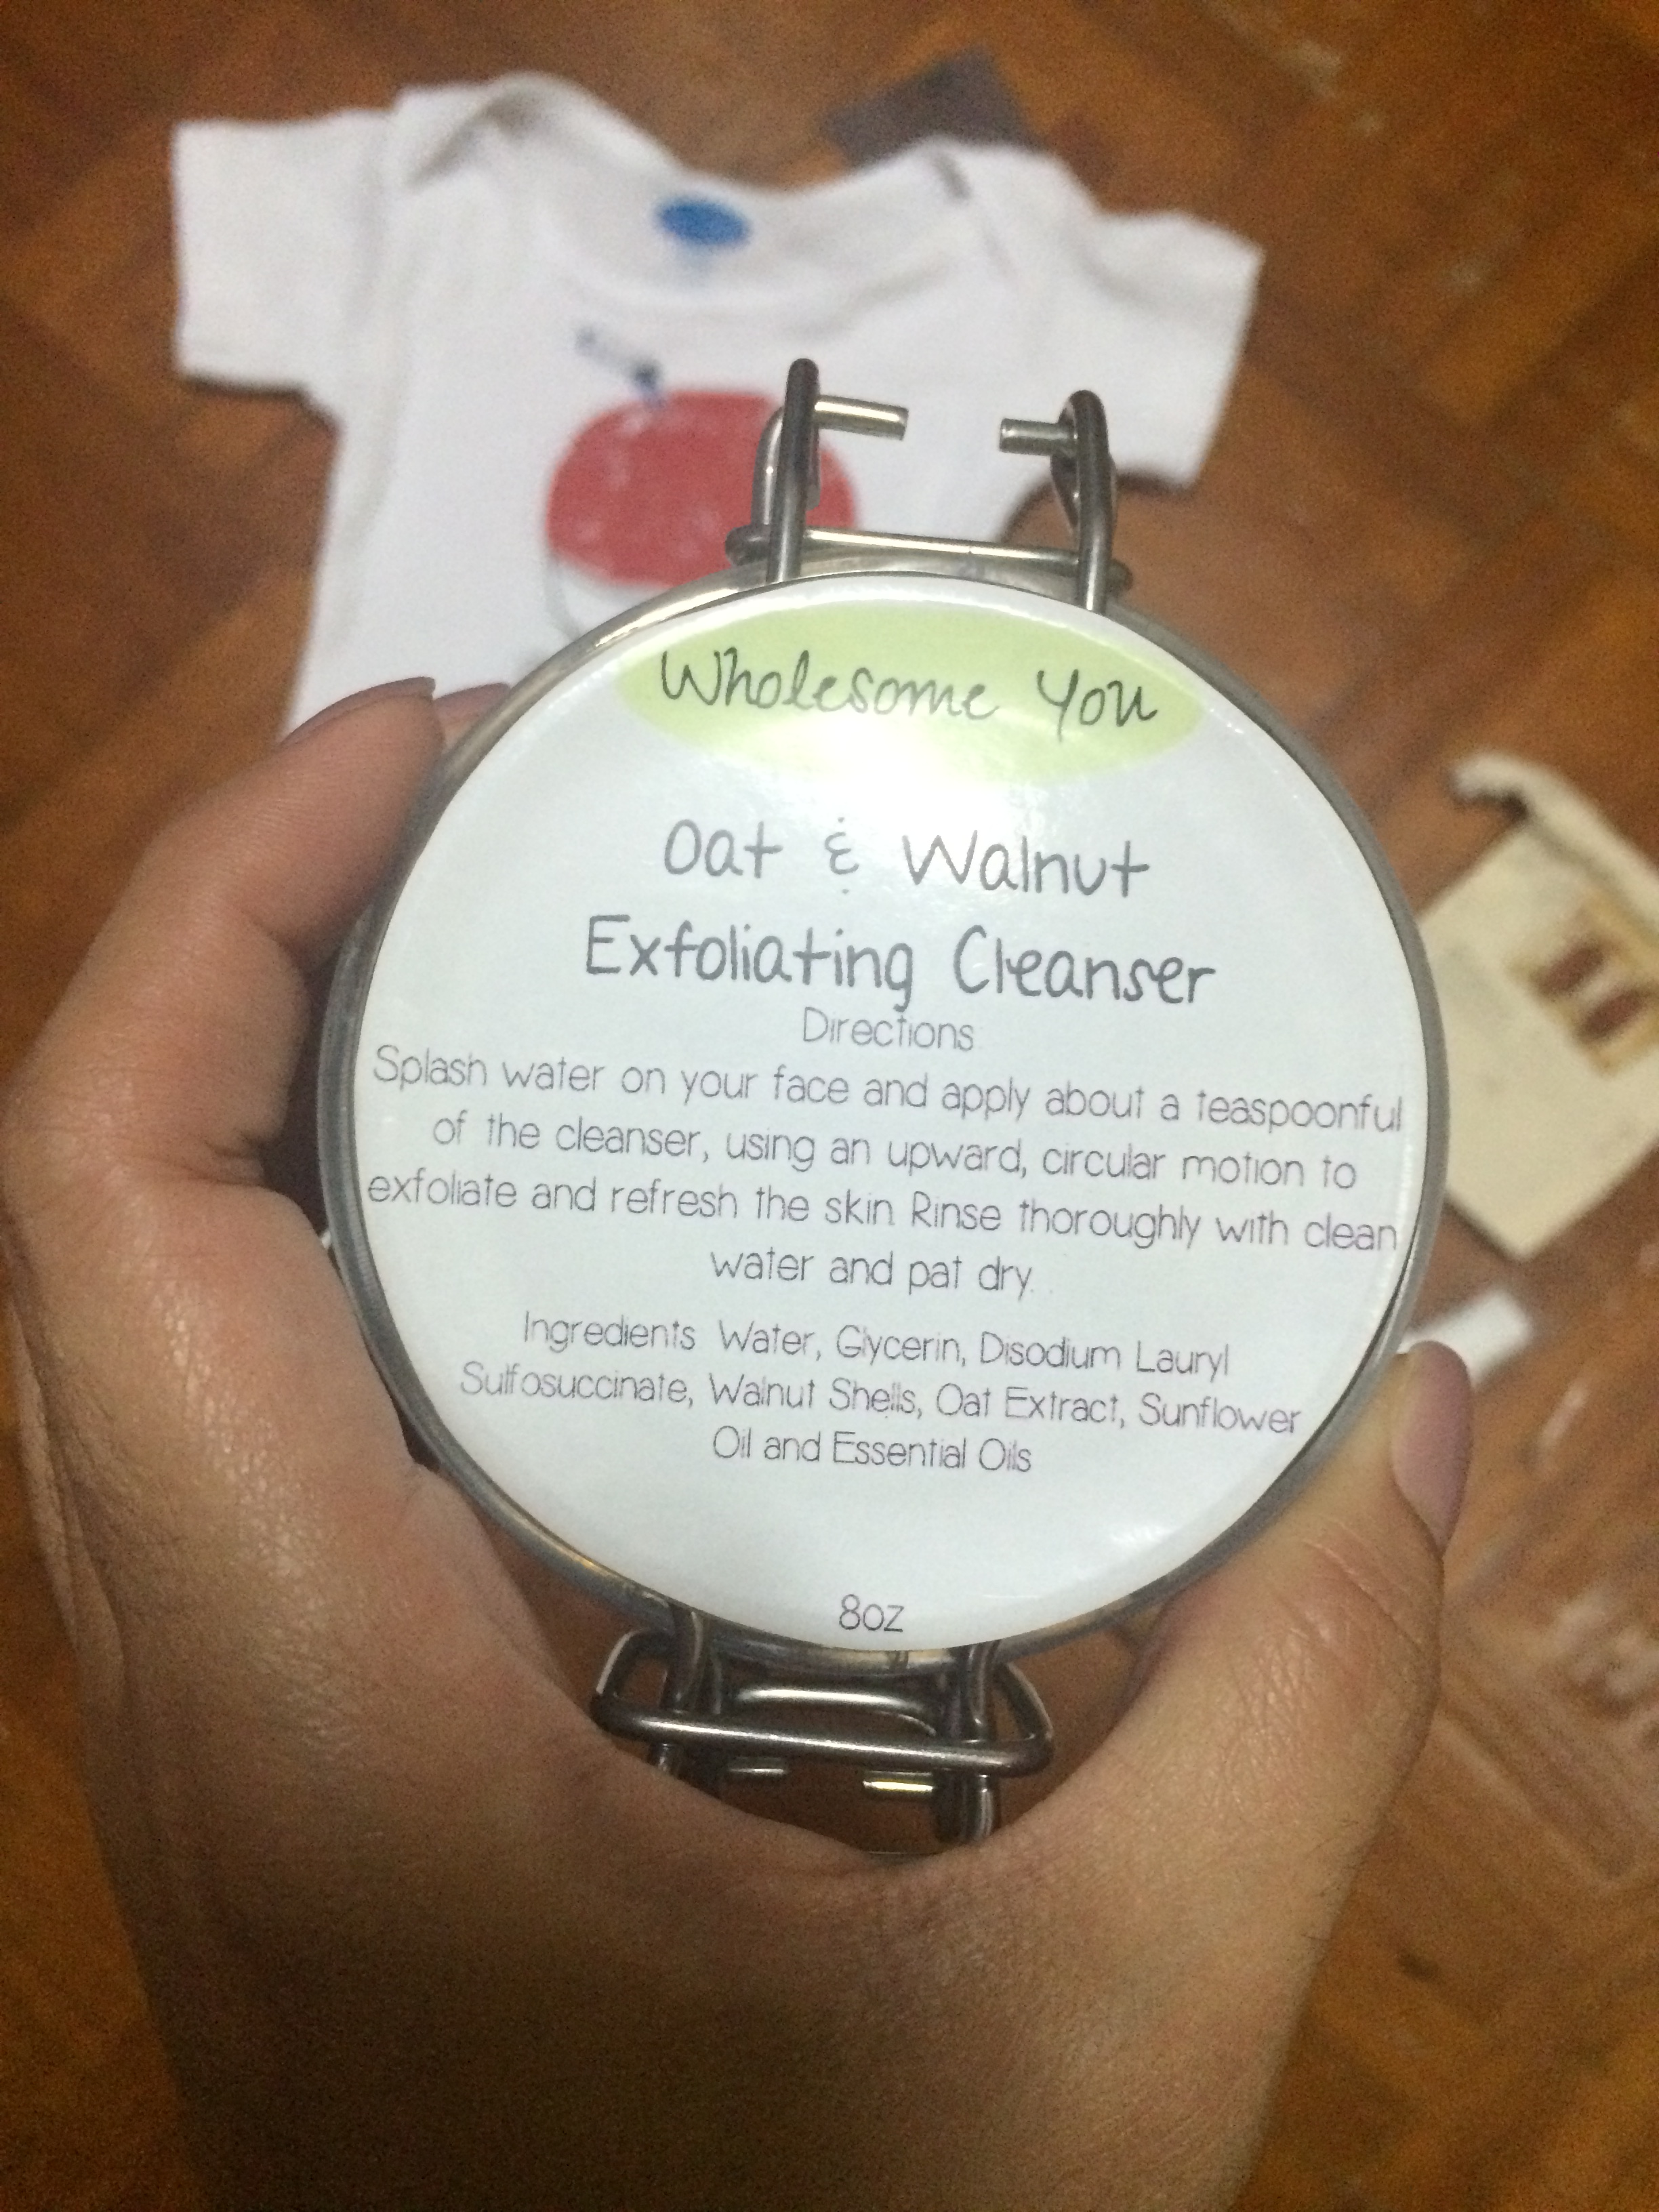 Wholesome You
Oat & Walnut
Exfoliating Cleanser
Directions
Splash water on your face and apply about a teaspoonful
of the cleanser, using an upward, circular motion to
exfoliate and refresh the skin. Rinse thoroughly with clean
water and pat dry.
Ingredients Water, Glycerin, Disodium Lauryl
Sulfosuccinate, Walnut Shells, Oat Extract, Sunflower
Oil and Essential Oils
8oz